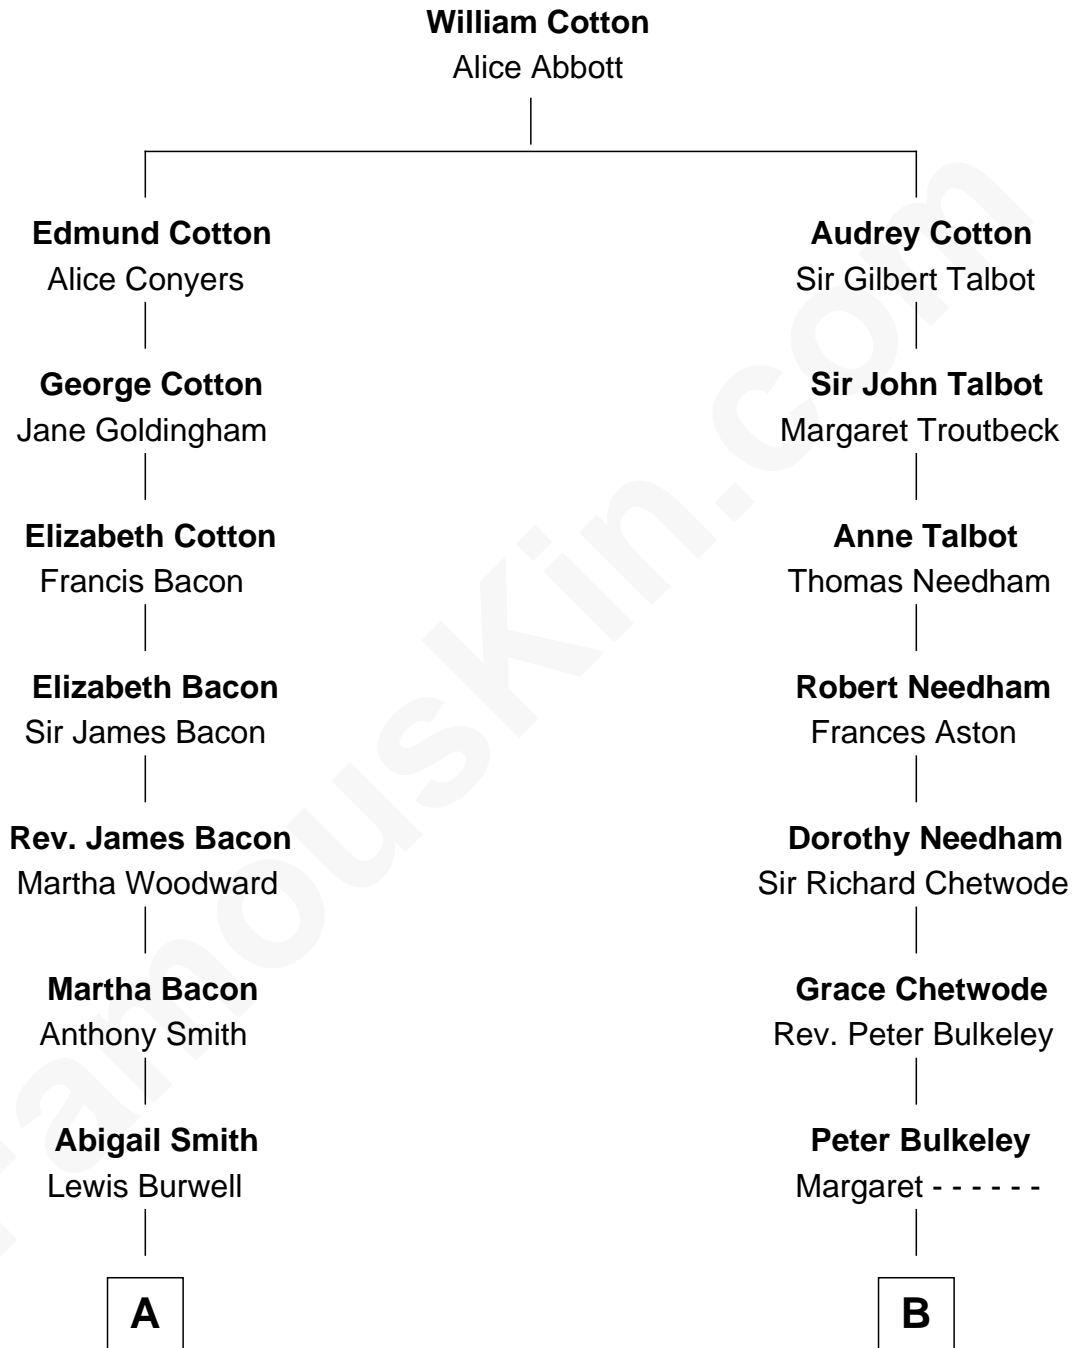 William Cotton
Alice Abbott
Edmund Cotton
Alice Conyers
Audrey Cotton
Sir Gilbert Talbot
George Cotton
Jane Goldingham
Sir John Talbot
Margaret Troutbeck
Elizabeth Cotton
Francis Bacon
Anne Talbot
Thomas Needham
Elizabeth Bacon
Sir James Bacon
Robert Needham
Frances Aston
Rev. James Bacon
Martha Woodward
Dorothy Needham
Sir Richard Chetwode
Martha Bacon
Anthony Smith
Grace Chetwode
Rev. Peter Bulkeley
Abigail Smith
Lewis Burwell
Peter Bulkeley
Margaret - - - - - -
A
B
FamousKin.com